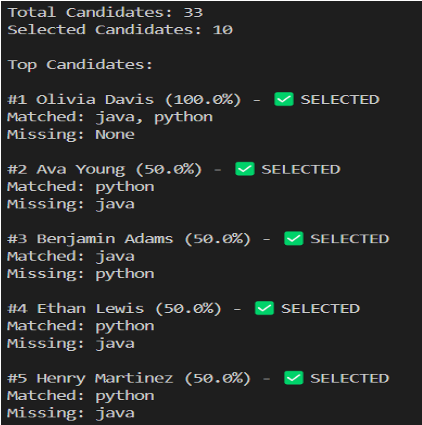 Total Candidates: 33
Selected Candidates: 10
Top Candidates:
#1 Olivia Davis (100.0%) - ✅ SELECTED
Matched: java, python
Missing: None
#2 Ava Young (50.0%) - ✅ SELECTED
Matched: python
Missing: java
#3 Benjamin Adams (50.0%) - ✅ SELECTED
Matched: java
Missing: python
#4 Ethan Lewis (50.0%) - ✅ SELECTED
Matched: python
Missing: java
#5 Henry Martinez (50.0%) - ✅ SELECTED
Matched: python
Missing: java